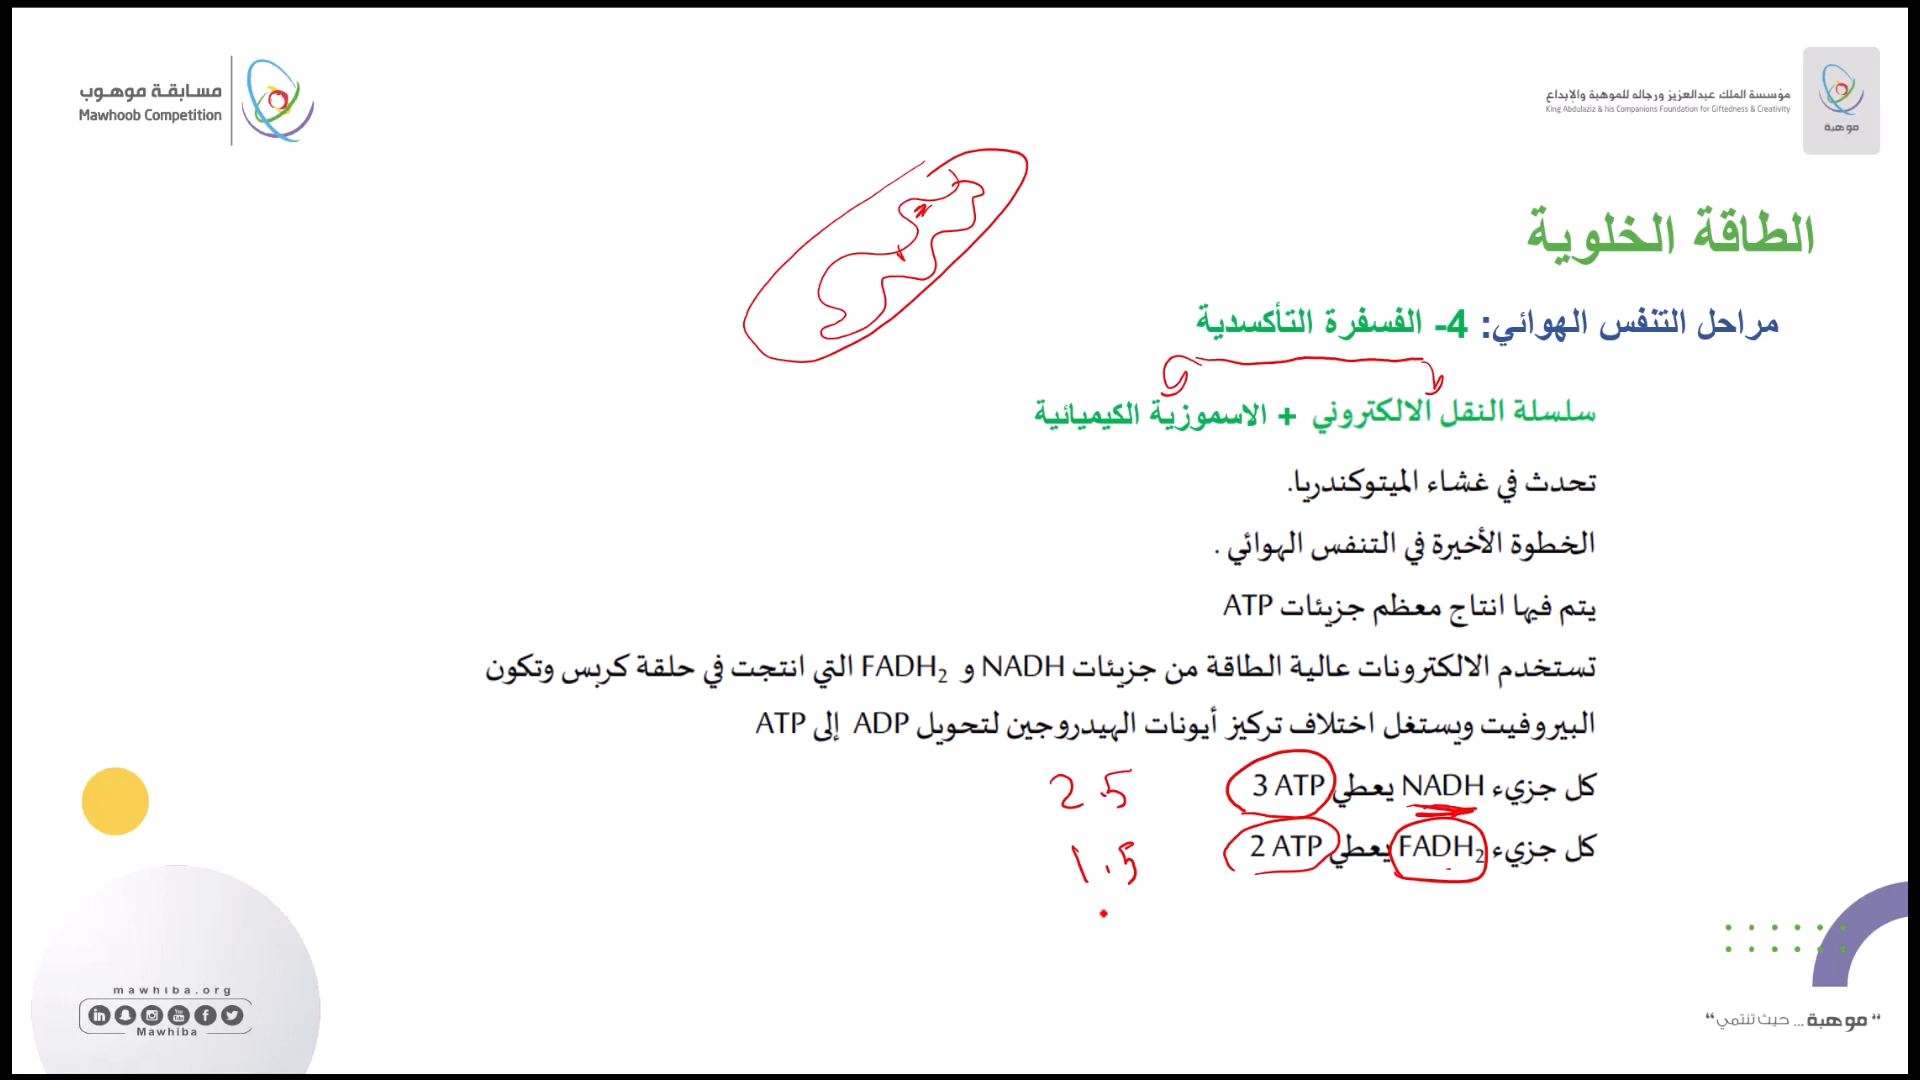 مسابقة موهوب
Mawhoob Competition
مؤسسة الملك عبدالعزيز ورجاله للموهبة والإبداع
King Abdulaziz & his Companions Foundation for Giftedness & Creativity
موهبة
الطاقة الخلوية
مراحل التنفس الهوائي: 4- الفسفرة التأكسدية
سلسلة النقل الالكتروني + الاسموزية الكيميائية
تحدث في غشاء الميتوكندريا.
الخطوة الأخيرة في التنفس الهوائي .
يتم فيها انتاج معظم جزيئات ATP
تستخدم الالكترونات عالية الطاقة من جزيئات NADH و FADH₂ التي انتجت في حلقة كربس وتكون
البيروفيت ويستغل اختلاف تركيز أيونات الهيدروجين لتحويل ADP إلى ATP
كل جزيء NADH يعطي 3 ATP 2.5
كل جزيء FADH₂ يعطي 2 ATP 1.5
mawhiba.org
Mawhiba
”موهبة ... حيث تنتمي“